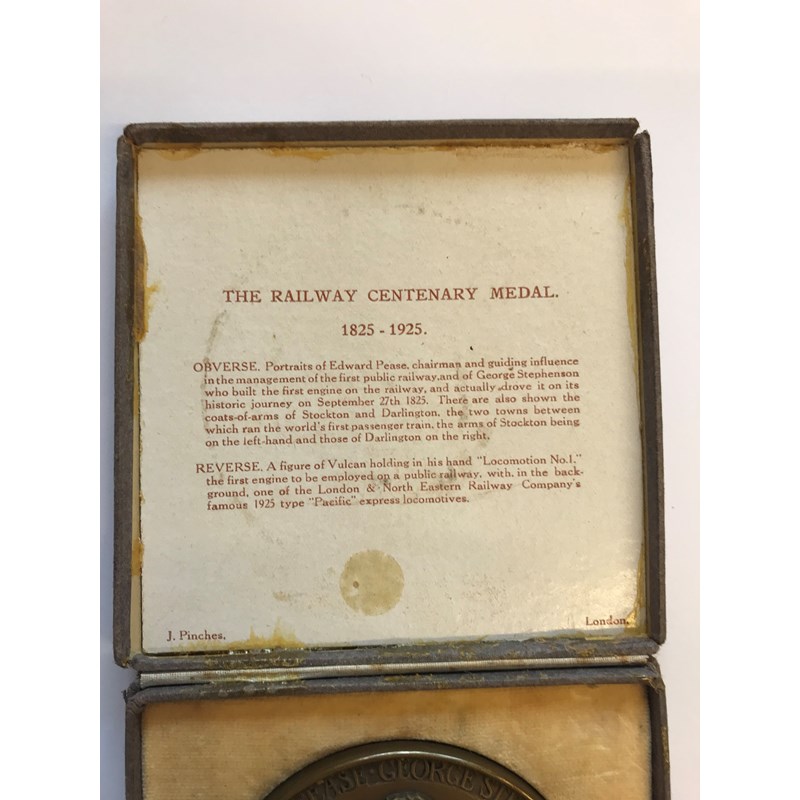 THE RAILWAY CENTENARY MEDAL.
1825 - 1925.
OBVERSE. Portraits of Edward Pease, chairman and guiding influence
in the management of the first public railway, and of George Stephenson
who built the first engine on the railway, and actually drove it on its
historic journey on September 27th 1825. There are also shown the
coats-of-arms of Stockton and Darlington, the two towns between
which ran the world's first passenger train, the arms of Stockton being
on the left-hand and those of Darlington on the right.
REVERSE. A figure of Vulcan holding in his hand "Locomotion No.1."
the first engine to be employed on a public railway, with, in the back-
ground, one of the London & North Eastern Railway Company's
famous 1925 type "Pacific" express locomotives.
J. Pinches,
London.
EASE · GEORGE